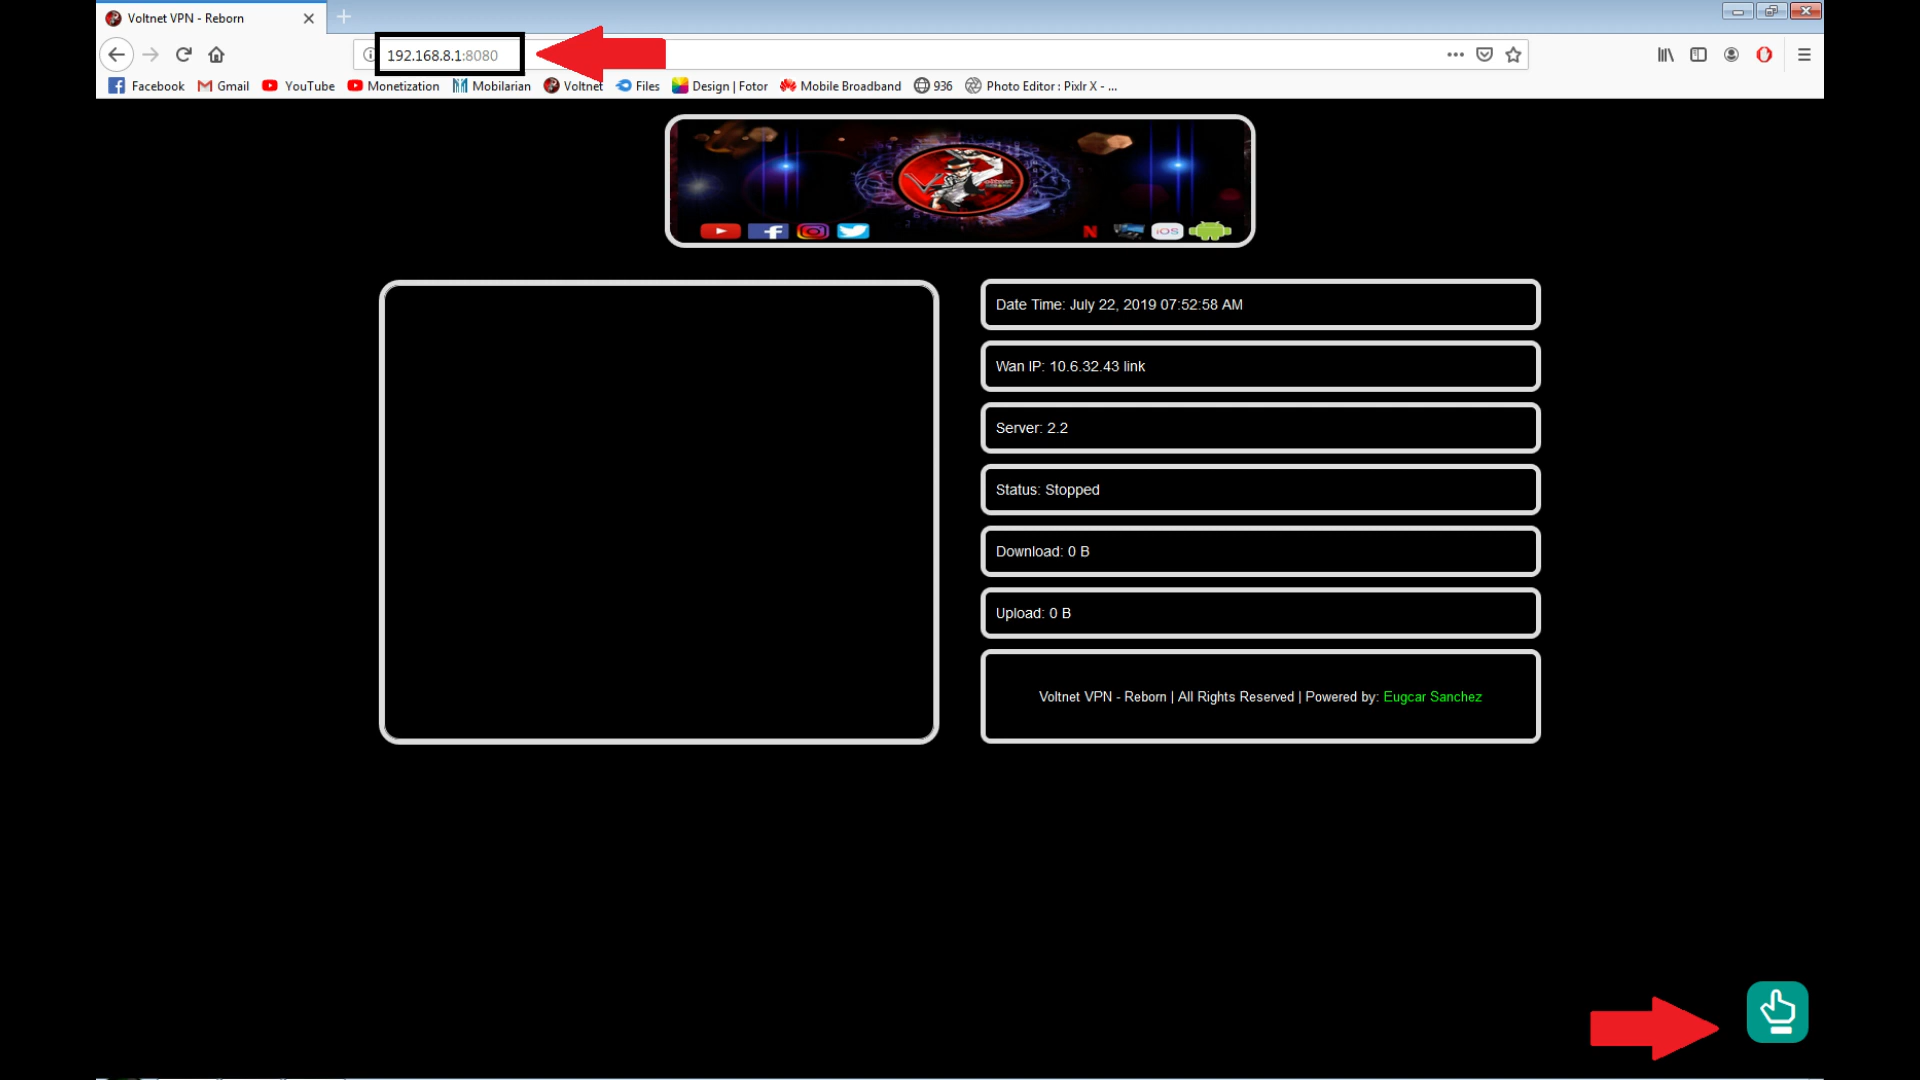 Voltnet VPN - Reborn
192.168.8.1:8080
Facebook Gmail YouTube Monetization Mobilarian Voltnet Files Design | Fotor Mobile Broadband 936 Photo Editor : Pixlr X - ...
N iOS
Date Time: July 22, 2019 07:52:58 AM
Wan IP: 10.6.32.43 link
Server: 2.2
Status: Stopped
Download: 0 B
Upload: 0 B
Voltnet VPN - Reborn | All Rights Reserved | Powered by: Eugcar Sanchez